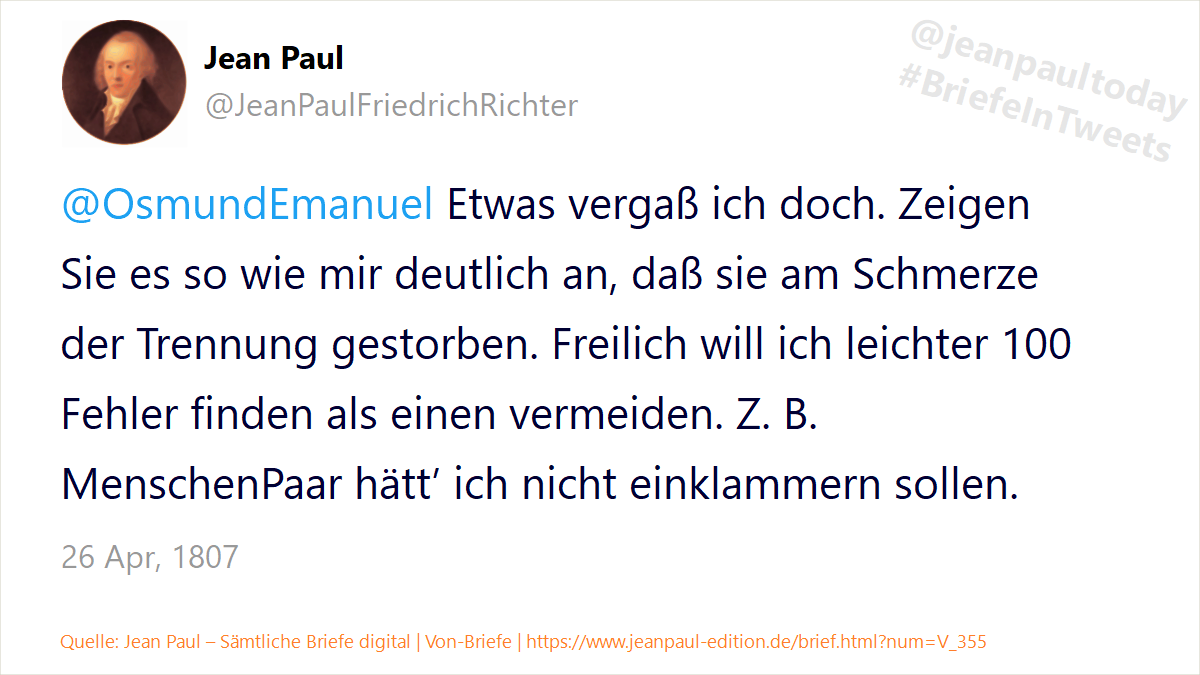 Jean Paul
@JeanPaulFriedrichRichter
@jeanpaultoday
#BriefeInTweets
@OsmundEmanuel Etwas vergaß ich doch. Zeigen
Sie es so wie mir deutlich an, daß sie am Schmerze
der Trennung gestorben. Freilich will ich leichter 100
Fehler finden als einen vermeiden. Z. B.
MenschenPaar hätt’ ich nicht einklammern sollen.
26 Apr, 1807
Quelle: Jean Paul – Sämtliche Briefe digital | Von-Briefe | https://www.jeanpaul-edition.de/brief.html?num=V_355